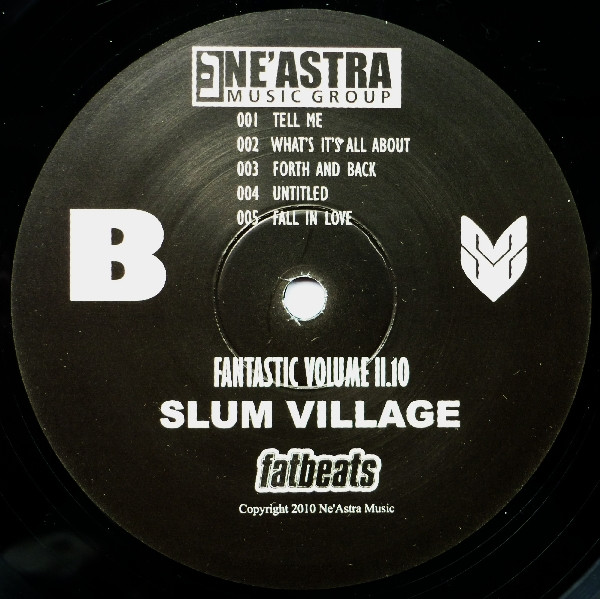 NE'ASTRA
MUSIC GROUP
001 TELL ME
002 WHAT'S IT'S ALL ABOUT
003 FORTH AND BACK
004 UNTITLED
005 FALL IN LOVE
B
FANTASTIC VOLUME II.10
SLUM VILLAGE
fatbeats
Copyright 2010 Ne'Astra Music